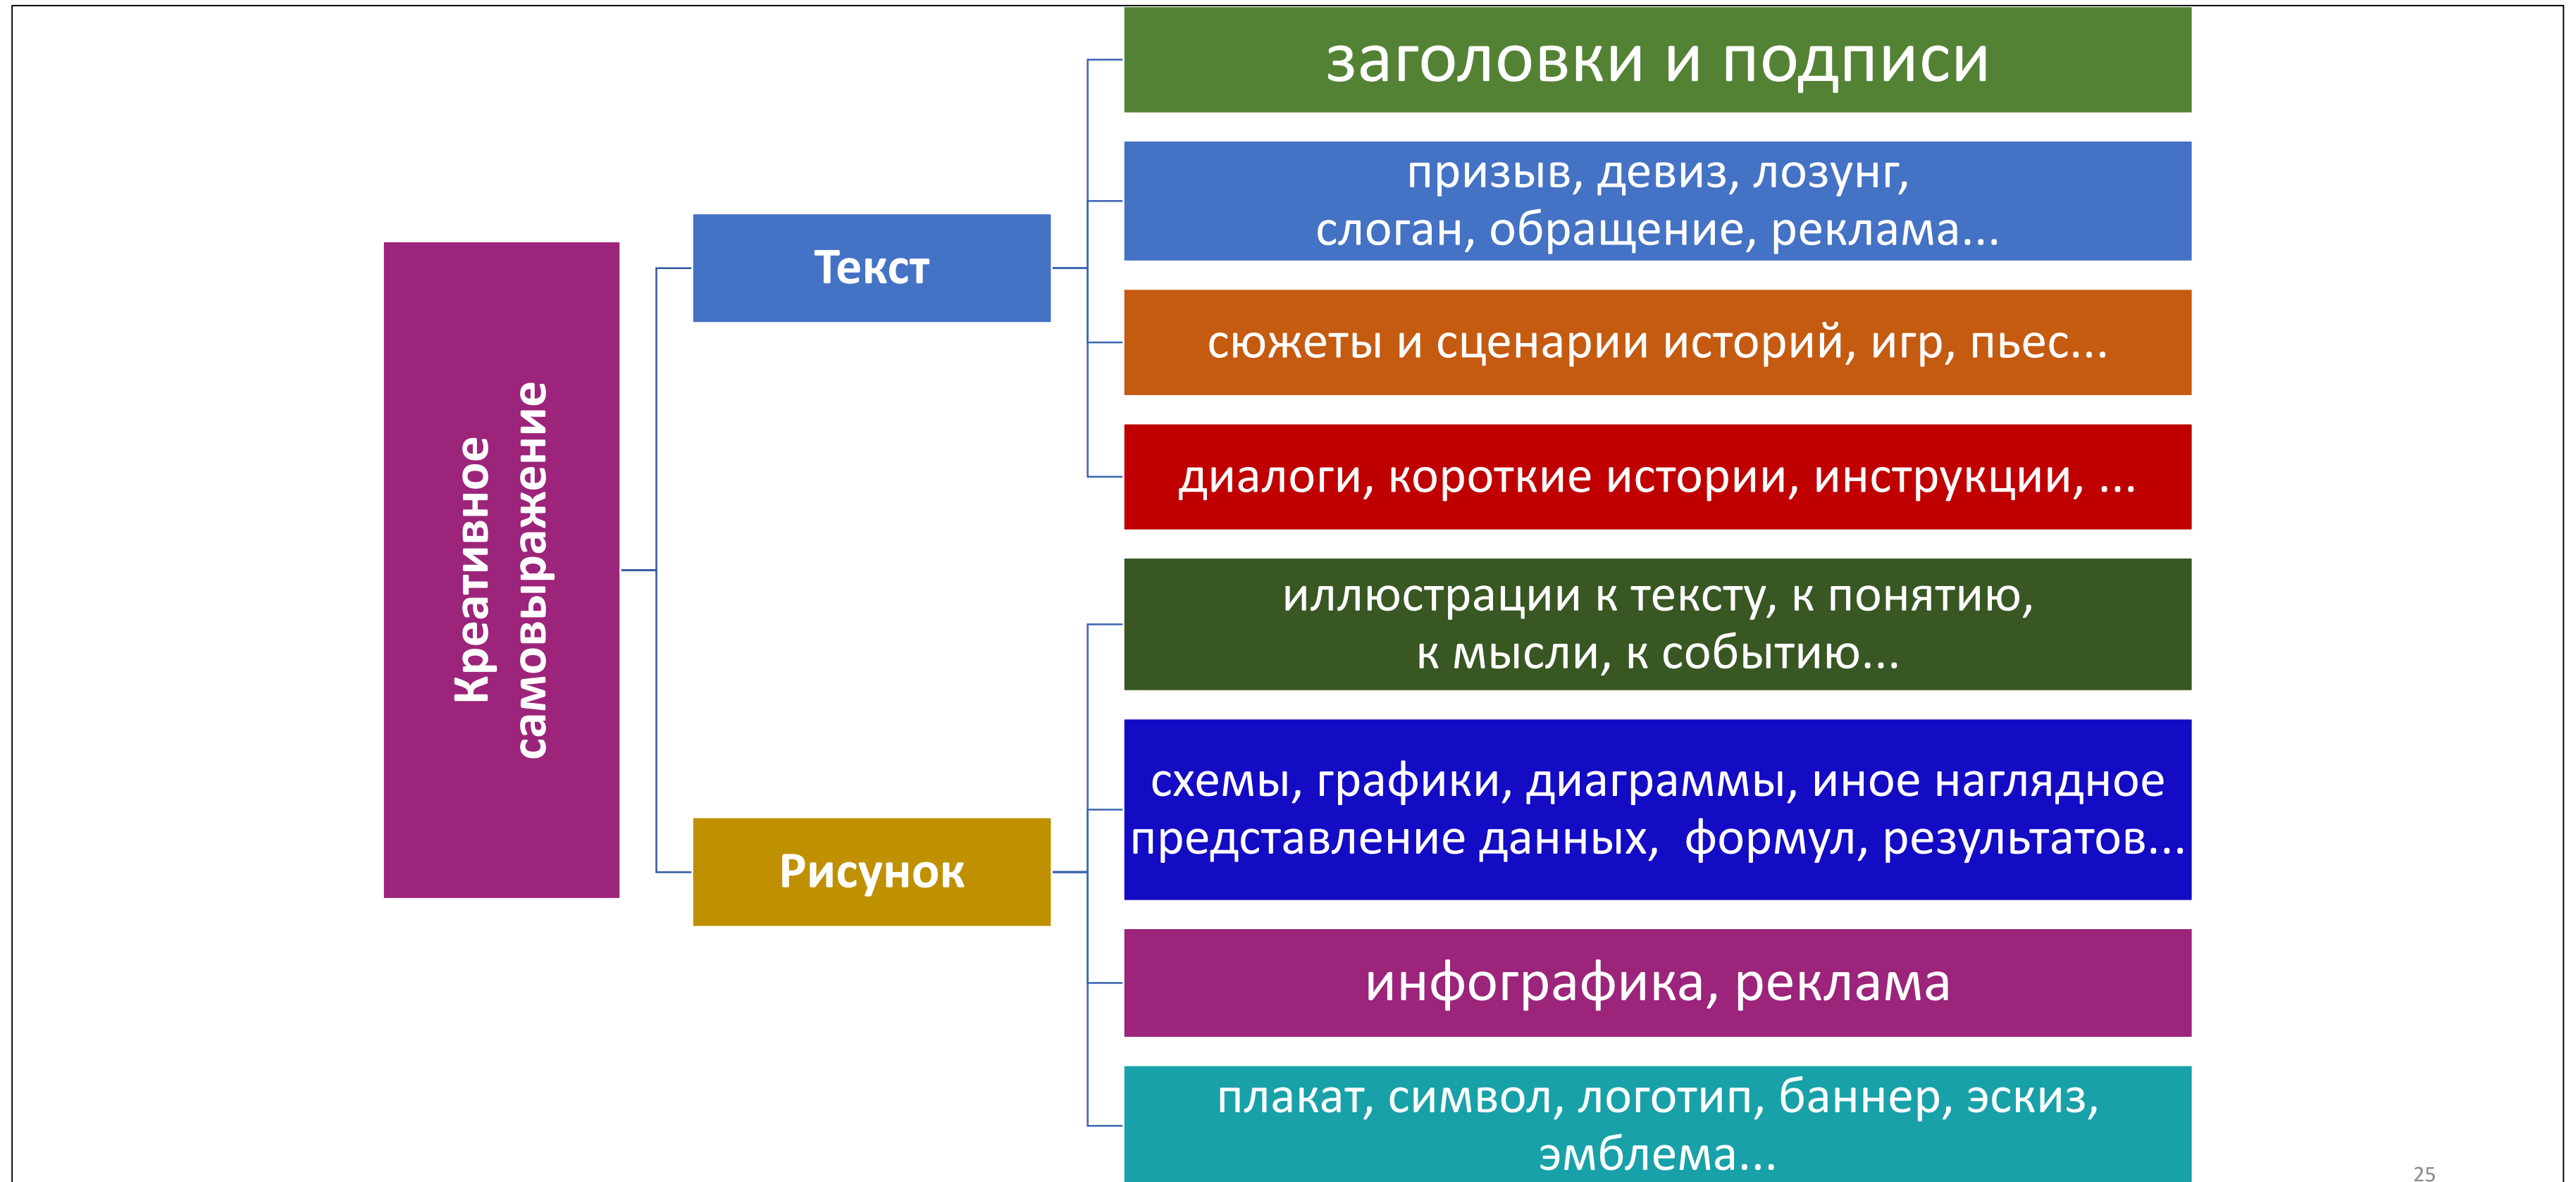 Креативное
самовыражение
Текст
заголовки и подписи
призыв, девиз, лозунг,
слоган, обращение, реклама...
сюжеты и сценарии историй, игр, пьес...
диалоги, короткие истории, инструкции, ...
Рисунок
иллюстрации к тексту, к понятию,
к мысли, к событию...
схемы, графики, диаграммы, иное наглядное
представление данных,  формул, результатов...
инфографика, реклама
плакат, символ, логотип, баннер, эскиз,
эмблема...
25